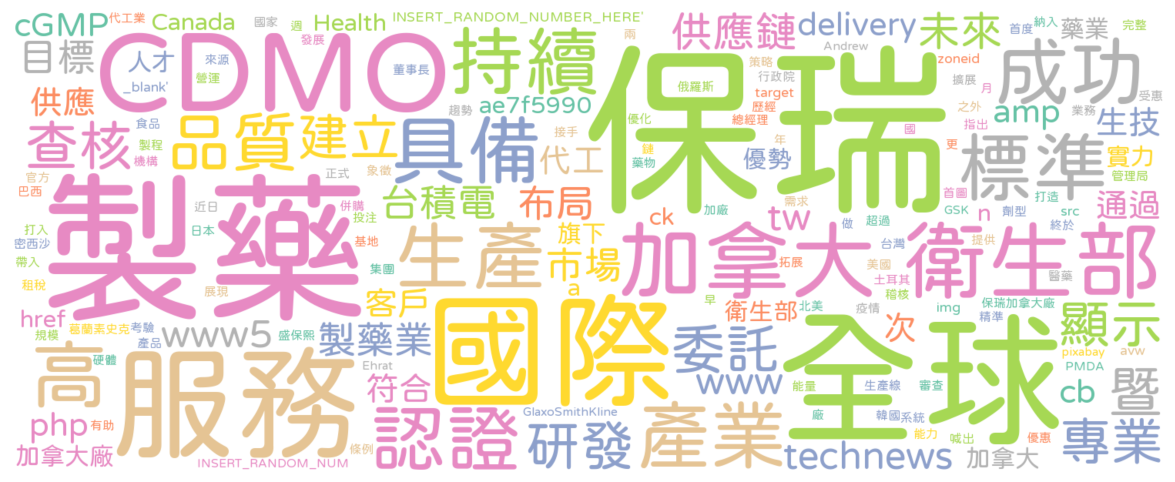 cGMP
代工業
Canada
國家
週
Health
INSERT_RANDOM_NUMBER_HERE'
供應鏈
delivery
未來
首度
納入
藥業
完整
目標
人才
來源
發展
營運
CDMO
董事長
持續
兩
Andrew
策略
行政院
zoneid
擴展
成功
月
受惠
_blank'
供應
ae7f5990
趨勢
俄羅斯
target
歷經
總經理
保瑞
amp
之外
指出
業務
生技
查核
食品
製程
機構
品質
建立
具備
接手
代工
優化
鏈
藥物
年
優勢
國
更
標準
實力
管理局
官方
巴西
正式
象徵
製藥
近日
日本
併購
投注
台積電
布局
加廠
ck
需求
tw
做
超過
首圖
GSK
劑型
n
打造
src
終於
通過
打入
密西沙
帶入
租稅
展現
基地
集團
生產
旗下
市場
a
加拿大
拓展
美國
台灣
土耳其
稽核
提供
衛生部
醫藥
href
規模
葛蘭素史克
考驗
產品
www5
盛保熙
客戶
製藥業
國際
早
衛生部
北美
疫情
次
img
保瑞加拿大廠
精準
顯示
pixabay
avw
PMDA
高
硬體
服務
Ehrat
符合
委託
www
全球
能量
生產線
審查
cb
暨
php
有助
加拿大廠
INSERT_RANDOM_NUM
條例
認證
GlaxoSmithKline
研發
產業
廠
韓國
系統
能力
喊出
優惠
technews
加拿大
專業